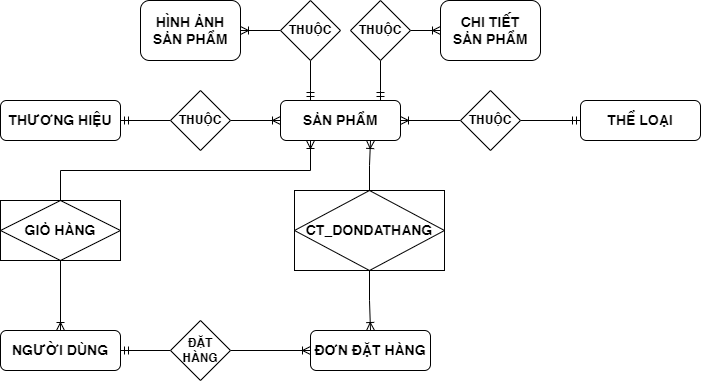 HÌNH ẢNH
SẢN PHẨM
THUỘC
THUỘC
CHI TIẾT
SẢN PHẨM
THƯƠNG HIỆU
THUỘC
SẢN PHẨM
THUỘC
THỂ LOẠI
GIỎ HÀNG
CT_DONDATHANG
NGƯỜI DÙNG
ĐẶT
HÀNG
ĐƠN ĐẶT HÀNG